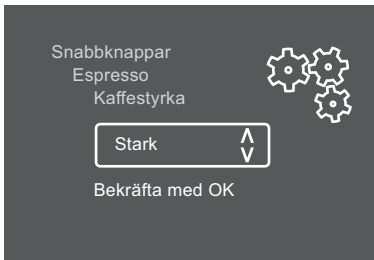 Snabbknappar
Espresso
Kaffestyrka
Stark
Bekräfta med OK